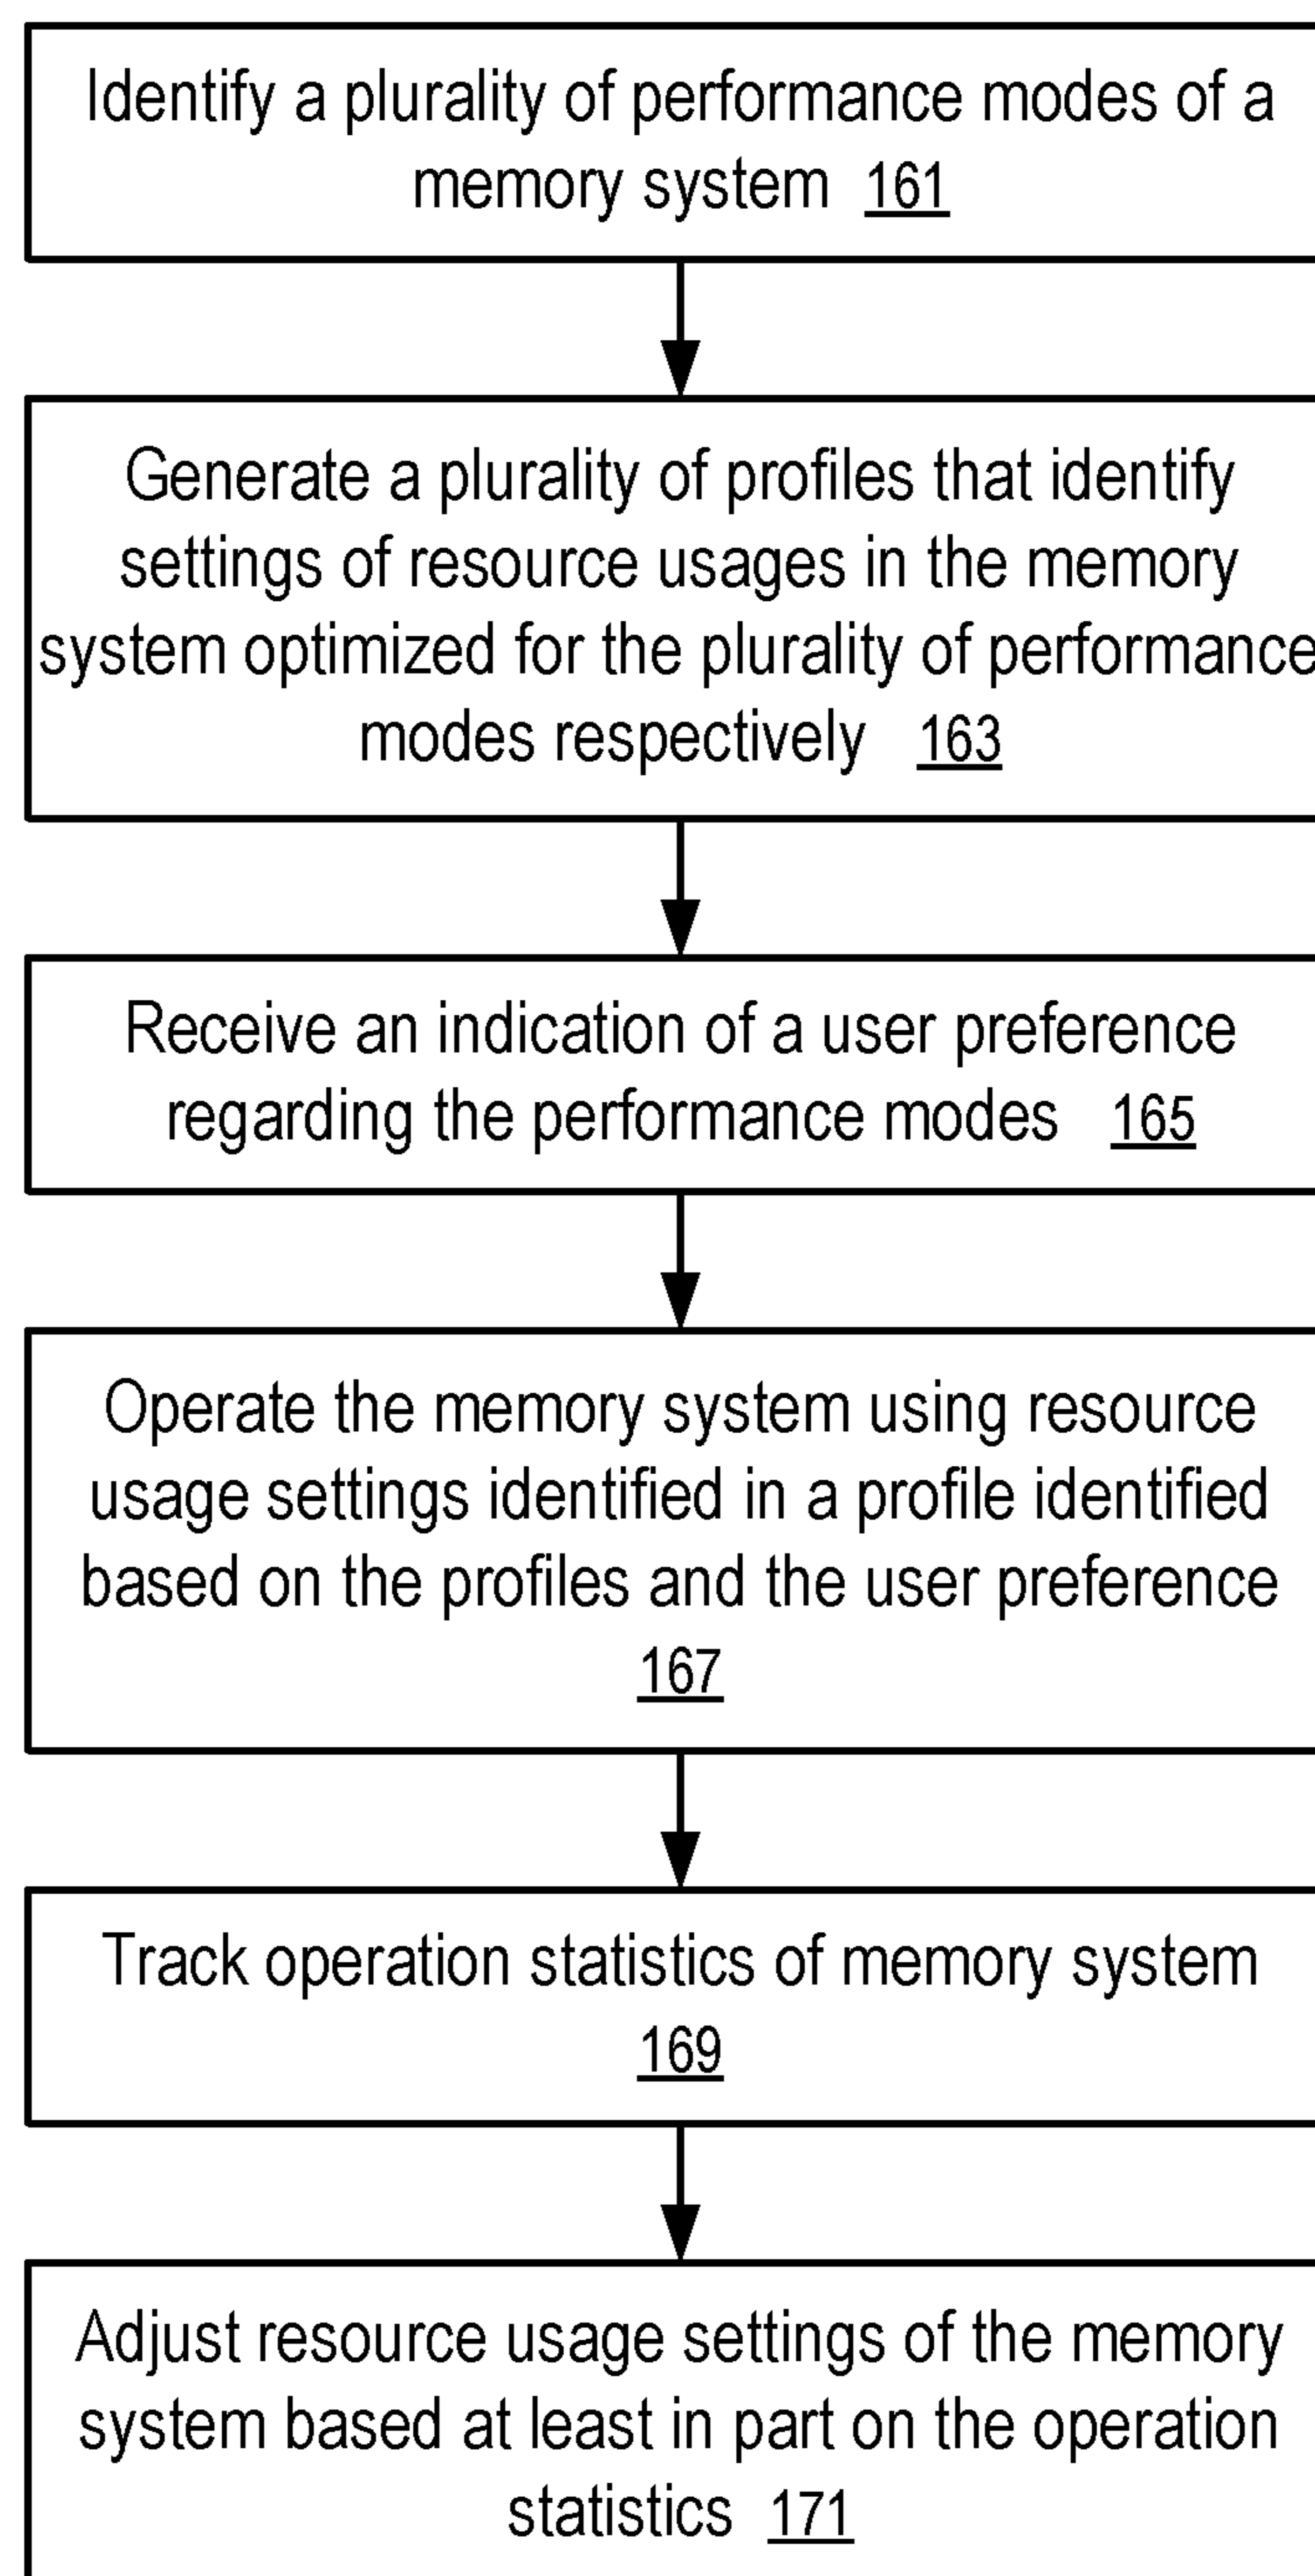 Identify a plurality of performance modes of a
memory system 161
Generate a plurality of profiles that identify
settings of resource usages in the memory
system optimized for the plurality of performance
modes respectively 163
Receive an indication of a user preference
regarding the performance modes 165
Operate the memory system using resource
usage settings identified in a profile identified
based on the profiles and the user preference
167
Track operation statistics of memory system
169
Adjust resource usage settings of the memory
system based at least in part on the operation
statistics 171